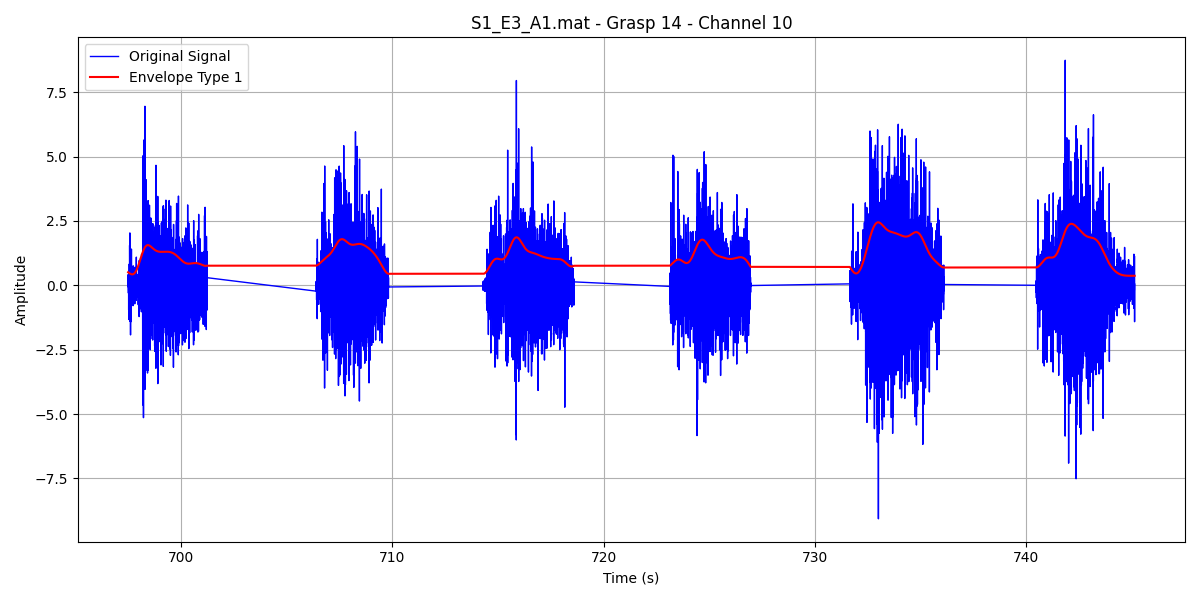 S1_E3_A1.mat - Grasp 14 - Channel 10
Original Signal
Envelope Type 1
7.5
5.0
2.5
0.0
−2.5
−5.0
−7.5
Amplitude
700
710
720
730
740
Time (s)